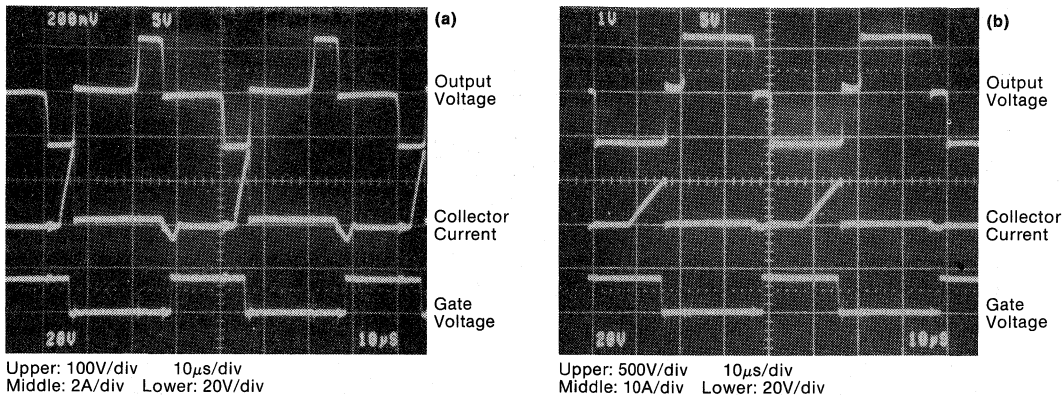 200mV 5V
(a)
Output
Voltage
Collector
Current
Gate
Voltage
20V 10μS
Upper: 100V/div 10μs/div
Middle: 2A/div Lower: 20V/div
1V 5V
(b)
Output
Voltage
Collector
Current
Gate
Voltage
20V 10μS
Upper: 500V/div 10μs/div
Middle: 10A/div Lower: 20V/div